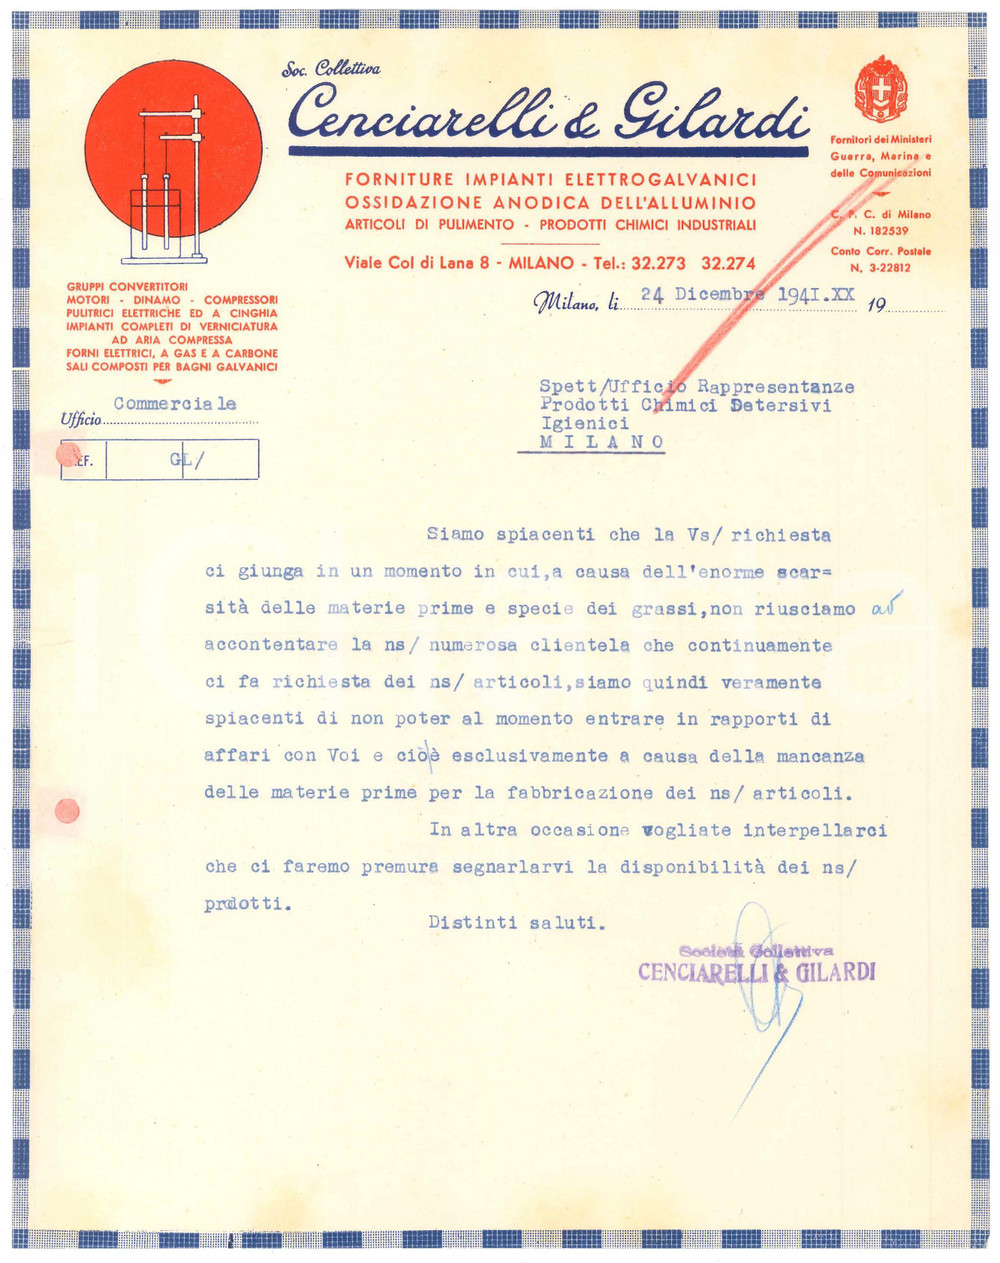 Soc. Collettiva
Cenciarelli & Gilardi
FORNITURE IMPIANTI ELETTROGALVANICI
OSSIDAZIONE ANODICA DELL'ALLUMINIO
ARTICOLI DI PULIMENTO - PRODOTTI CHIMICI INDUSTRIALI
Viale Col di Lana 8 - MILANO - Tel.: 32.273 32.274
Fornitori dei Ministeri
Guerra, Marina e
delle Comunicazioni
C. P. C. di Milano
N. 182539
Conto Corr. Postale
N. 3-22812
GRUPPI CONVERTITORI
MOTORI - DINAMO - COMPRESSORI
PULITRICI ELETTRICHE ED A CINGHIA
IMPIANTI COMPLETI DI VERNICIATURA
AD ARIA COMPRESSA
FORNI ELETTRICI, A GAS E A CARBONE
SALI COMPOSTI PER BAGNI GALVANICI
Milano, li 24 Dicembre 1941.XX 19
Ufficio Commerciale
REF. GL/
Spett/Ufficio Rappresentanze
Prodotti Chimici Detersivi
Igienici
MILANO
Siamo spiacenti che la Vs/ richiesta
ci giunga in un momento in cui,a causa dell'enorme scar=
sità delle materie prime e specie dei grassi,non riusciamo ad
accontentare la ns/ numerosa clientela che continuamente
ci fa richiesta dei ns/ articoli,siamo quindi veramente
spiacenti di non poter al momento entrare in rapporti di
affari con Voi e ciò è esclusivamente a causa della mancanza
delle materie prime per la fabbricazione dei ns/ articoli.
In altra occasione vogliate interpellarci
che ci faremo premura segnarlarvi la disponibilità dei ns/
prdotti.
Distinti saluti.
Società Collettiva
CENCIARELLI & GILARDI